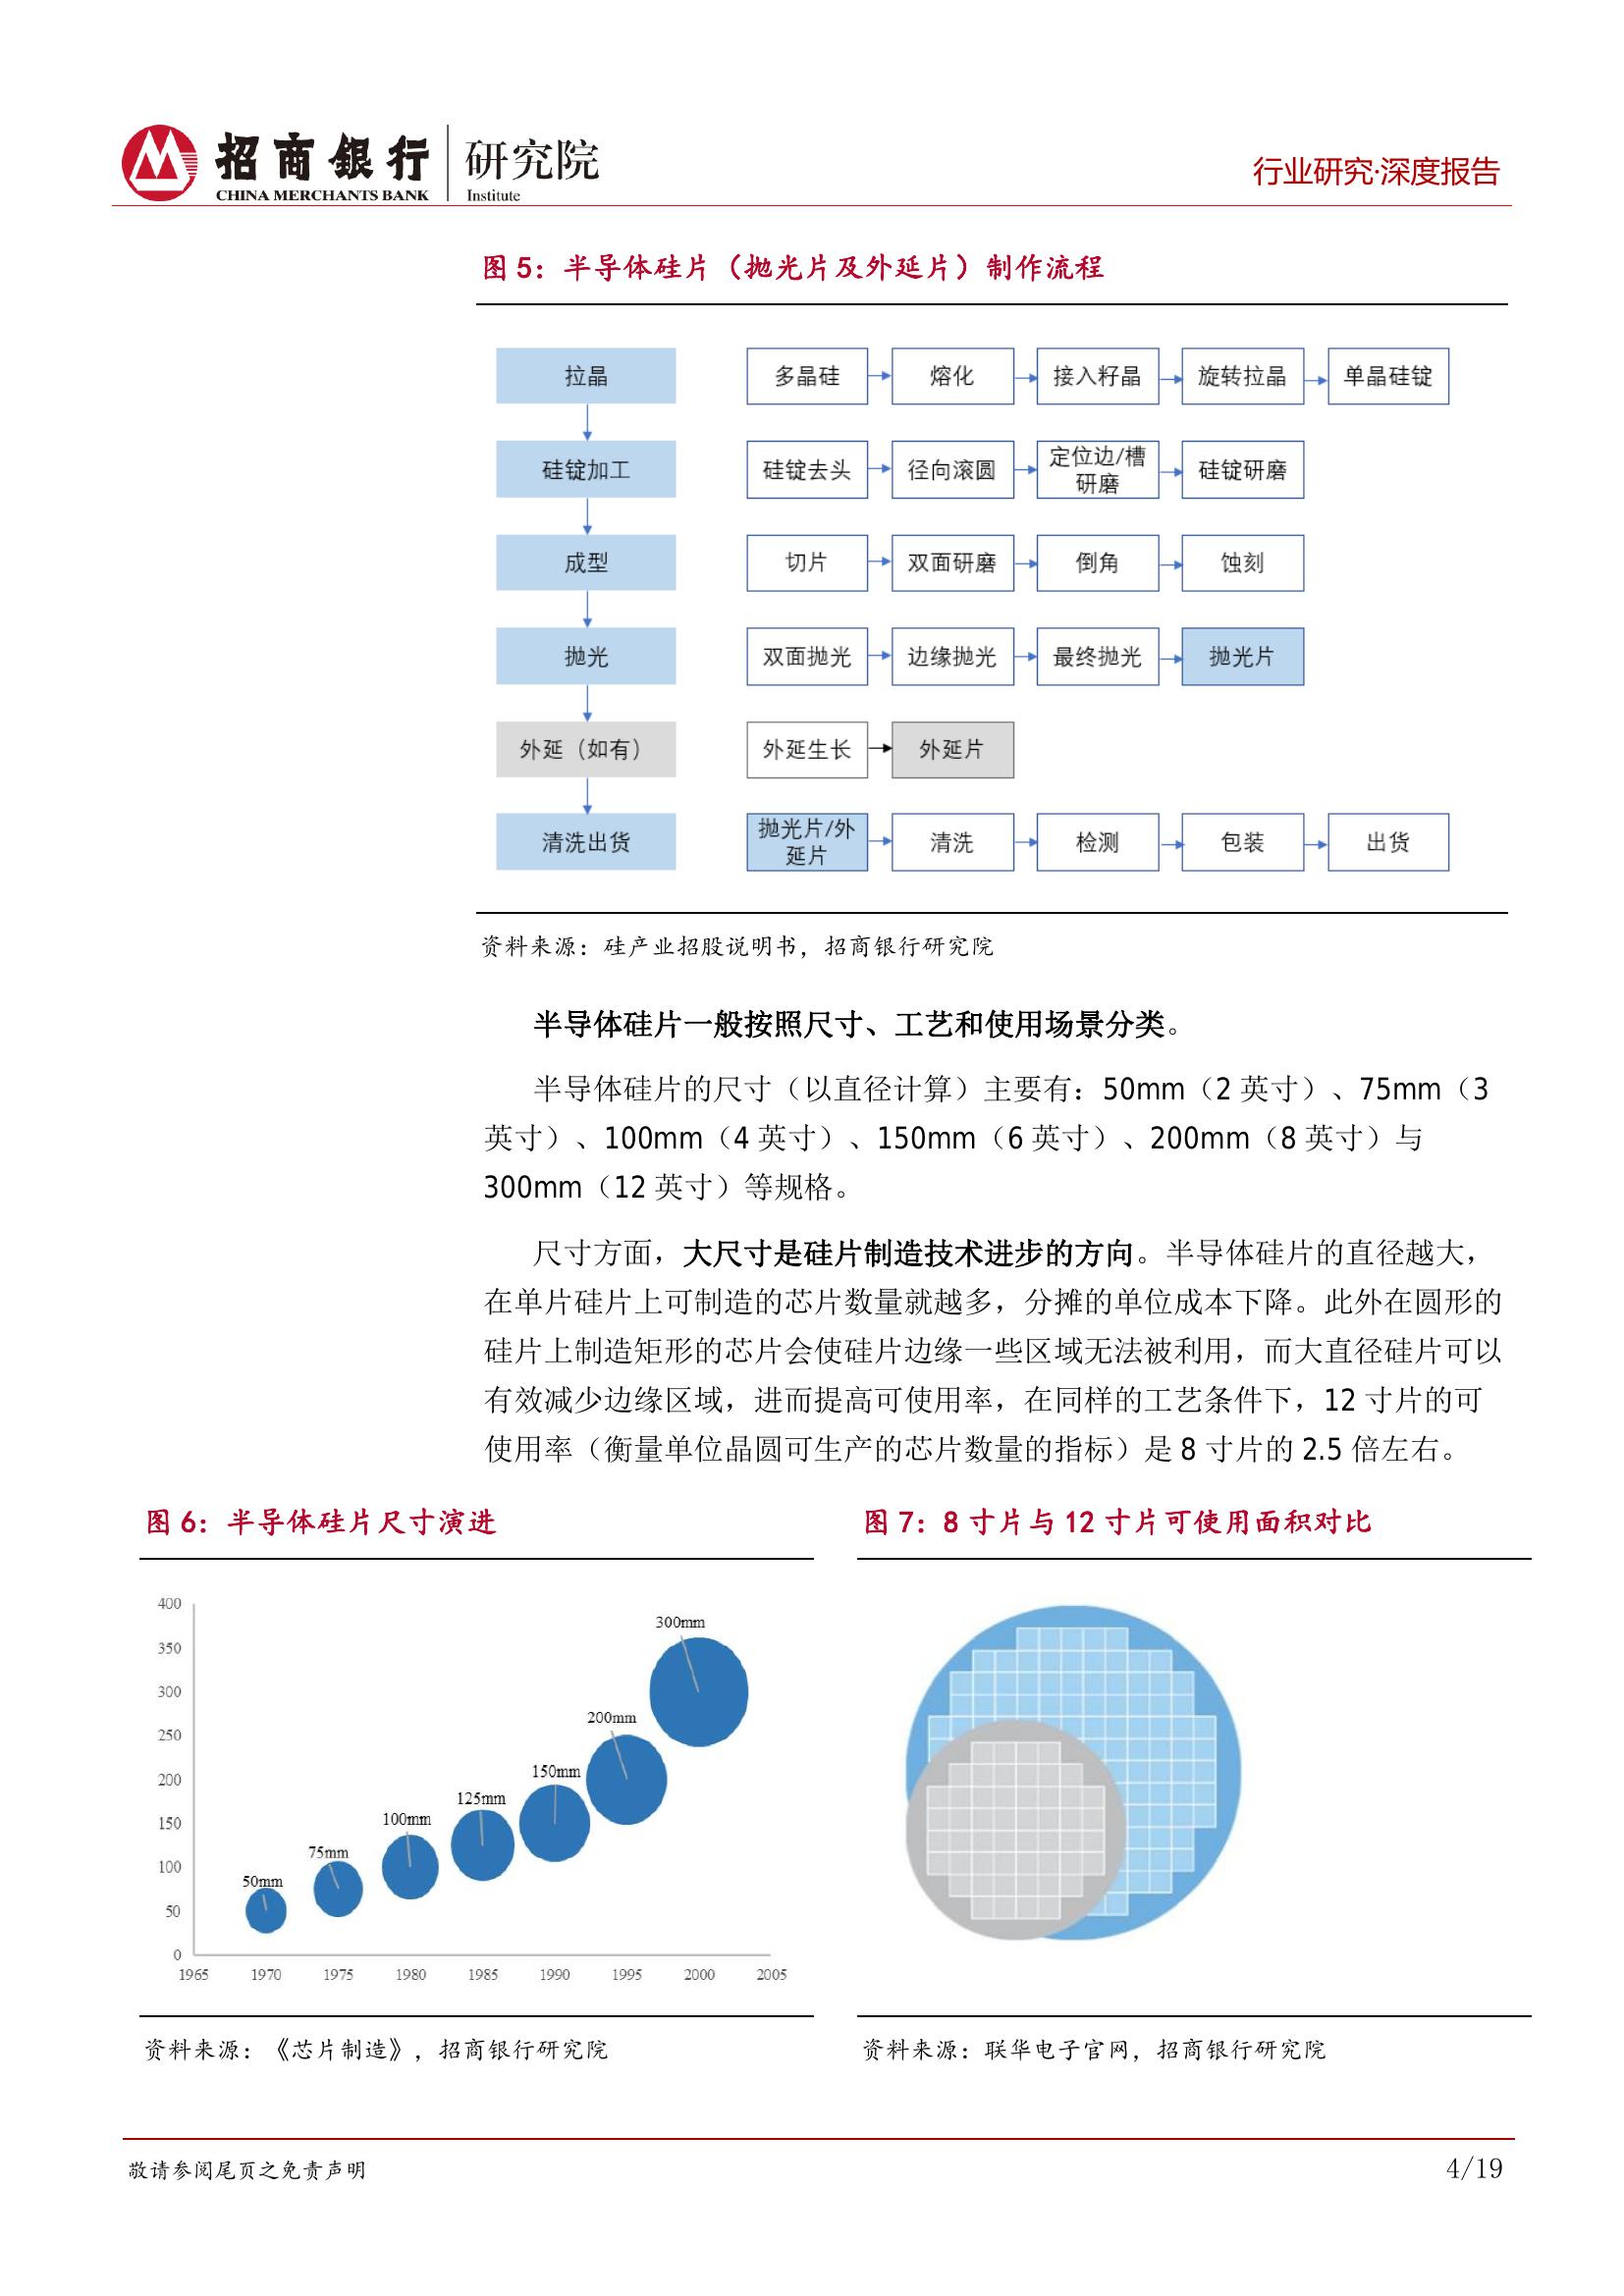 招商银行
CHINA MERCHANTS BANK
研究院
Institute
行业研究·深度报告
图 5：半导体硅片（抛光片及外延片）制作流程
拉晶
多晶硅
熔化
接入籽晶
旋转拉晶
单晶硅锭
硅锭加工
硅锭去头
径向滚圆
定位边/槽
研磨
硅锭研磨
成型
切片
双面研磨
倒角
蚀刻
抛光
双面抛光
边缘抛光
最终抛光
抛光片
外延（如有）
外延生长
外延片
清洗出货
抛光片/外
延片
清洗
检测
包装
出货
资料来源：硅产业招股说明书，招商银行研究院
半导体硅片一般按照尺寸、工艺和使用场景分类。
半导体硅片的尺寸（以直径计算）主要有：50mm（2 英寸）、75mm（3
英寸）、100mm（4 英寸）、150mm（6 英寸）、200mm（8 英寸）与
300mm（12 英寸）等规格。
尺寸方面，大尺寸是硅片制造技术进步的方向。半导体硅片的直径越大，
在单片硅片上可制造的芯片数量就越多，分摊的单位成本下降。此外在圆形的
硅片上制造矩形的芯片会使硅片边缘一些区域无法被利用，而大直径硅片可以
有效减少边缘区域，进而提高可使用率，在同样的工艺条件下，12 寸片的可
使用率（衡量单位晶圆可生产的芯片数量的指标）是 8 寸片的 2.5 倍左右。
图 6：半导体硅片尺寸演进
400
350
300
250
200
150
100
50
0
1965
1970
1975
1980
1985
1990
1995
2000
2005
50mm
75mm
100mm
125mm
150mm
200mm
300mm
资料来源：《芯片制造》，招商银行研究院
图 7：8 寸片与 12 寸片可使用面积对比
资料来源：联华电子官网，招商银行研究院
敬请参阅尾页之免责声明
4/19